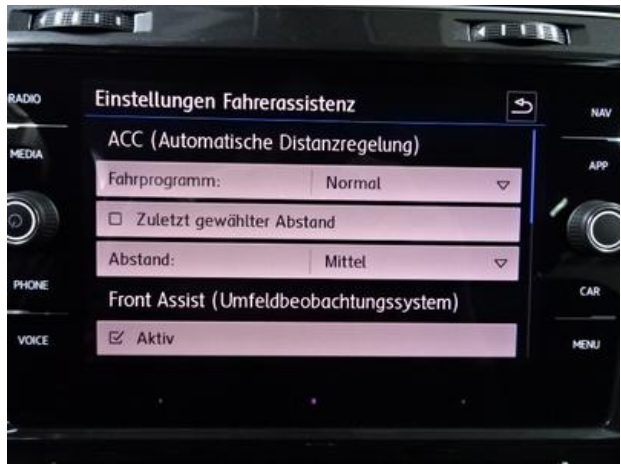 RADIO
MEDIA
PHONE
VOICE
Einstellungen Fahrerassistenz
ACC (Automatische Distanzregelung)
Fahrprogramm: Normal
Zuletzt gewählter Abstand
Abstand: Mittel
Front Assist (Umfeldbeobachtungssystem)
Aktiv
NAV
APP
CAR
MENU